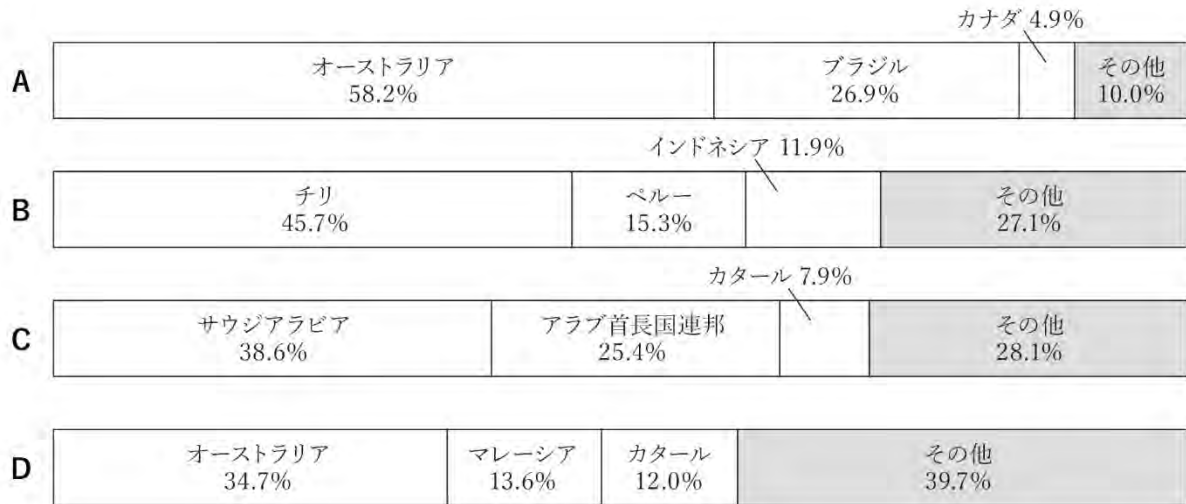 カナダ 4.9%
A
オーストラリア
58.2%
ブラジル
26.9%
その他
10.0%
インドネシア 11.9%
B
チリ
45.7%
ペルー
15.3%
その他
27.1%
カタール 7.9%
C
サウジアラビア
38.6%
アラブ首長国連邦
25.4%
その他
28.1%
D
オーストラリア
34.7%
マレーシア
13.6%
カタール
12.0%
その他
39.7%